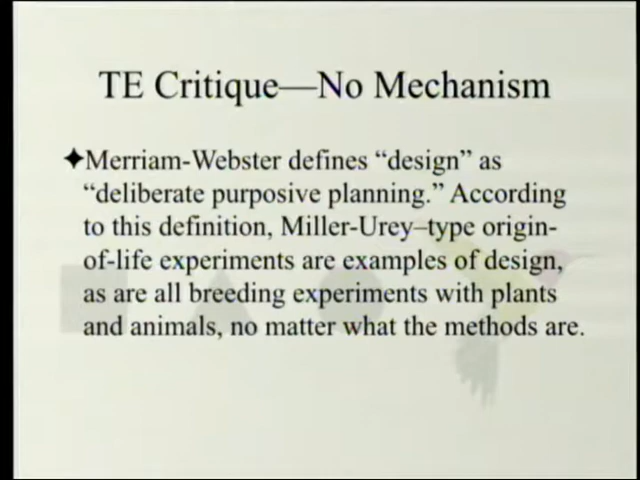 TE Critique—No Mechanism
✦Merriam-Webster defines “design” as
“deliberate purposive planning.” According
to this definition, Miller-Urey–type origin-
of-life experiments are examples of design,
as are all breeding experiments with plants
and animals, no matter what the methods are.